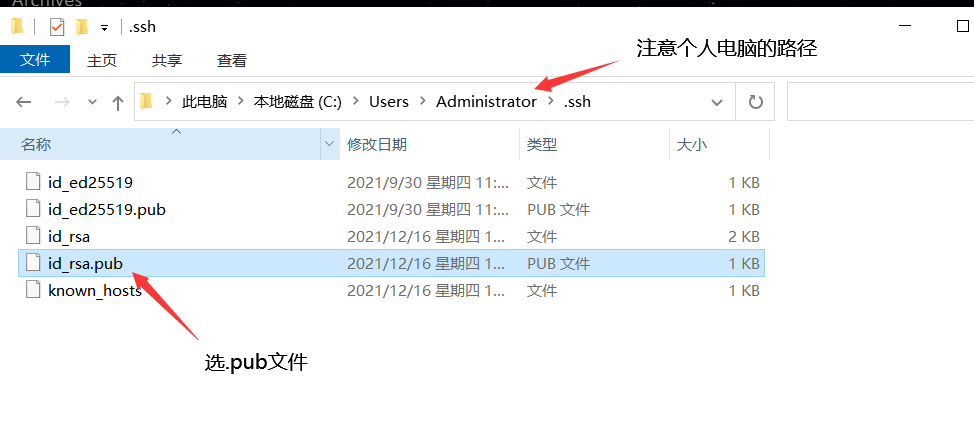 Archives
.ssh
文件 主页 共享 查看
注意个人电脑的路径
此电脑 本地磁盘 (C:) Users Administrator .ssh
名称 修改日期 类型 大小
id_ed25519 2021/9/30 星期四 11:... 文件 1 KB
id_ed25519.pub 2021/9/30 星期四 11:... PUB 文件 1 KB
id_rsa 2021/12/16 星期四 1... 文件 2 KB
id_rsa.pub 2021/12/16 星期四 1... PUB 文件 1 KB
known_hosts 2021/12/16 星期四 1... 文件 1 KB
选.pub文件